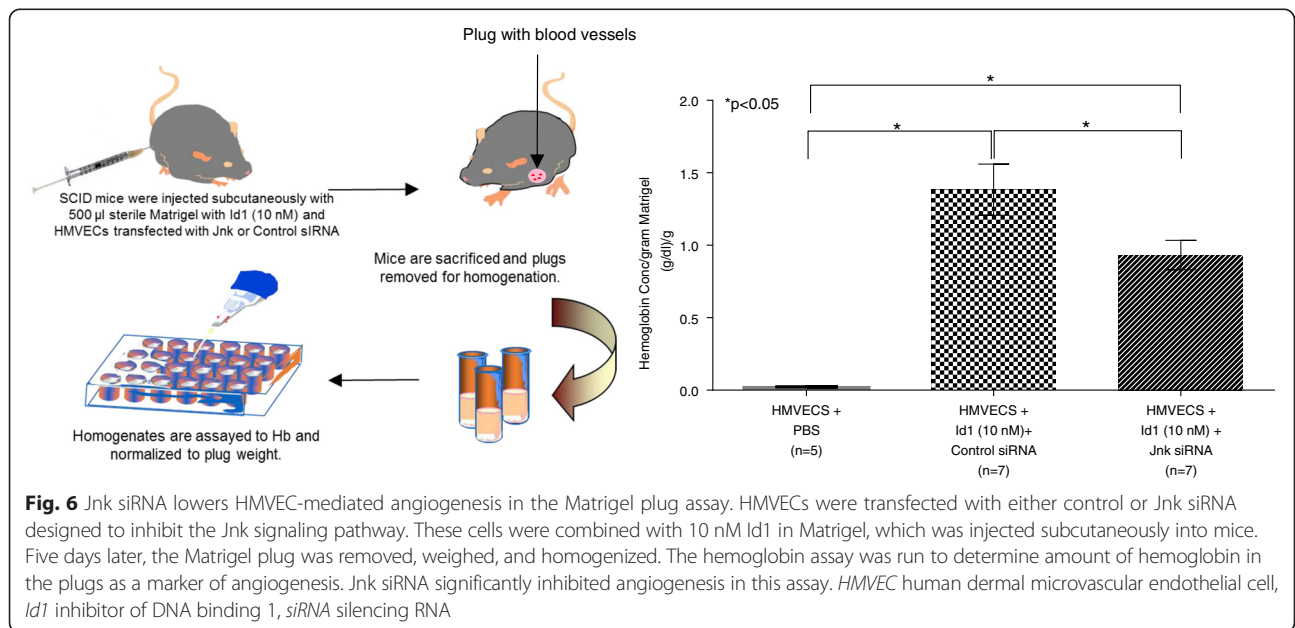 Plug with blood vessels
SCID mice were injected subcutaneously with
500 µl sterile Matrigel with Id1 (10 nM) and
HMVECs transfected with Jnk or Control sIRNA
Mice are sacrificed and plugs
removed for homogenation.
Homogenates are assayed to Hb and
normalized to plug weight.
*p<0.05
*
*
*
Hemoglobin Conc/gram Matrigel
(g/dl)/g
2.0
1.5
1.0
0.5
0.0
HMVECS +
PBS
(n=5)
HMVECS +
Id1 (10 nM)+
Control siRNA
(n=7)
HMVECS +
Id1 (10 nM) +
Jnk siRNA
(n=7)
Fig. 6 Jnk siRNA lowers HMVEC-mediated angiogenesis in the Matrigel plug assay. HMVECs were transfected with either control or Jnk siRNA
designed to inhibit the Jnk signaling pathway. These cells were combined with 10 nM Id1 in Matrigel, which was injected subcutaneously into mice.
Five days later, the Matrigel plug was removed, weighed, and homogenized. The hemoglobin assay was run to determine amount of hemoglobin in
the plugs as a marker of angiogenesis. Jnk siRNA significantly inhibited angiogenesis in this assay. HMVEC human dermal microvascular endothelial cell,
Id1 inhibitor of DNA binding 1, siRNA silencing RNA